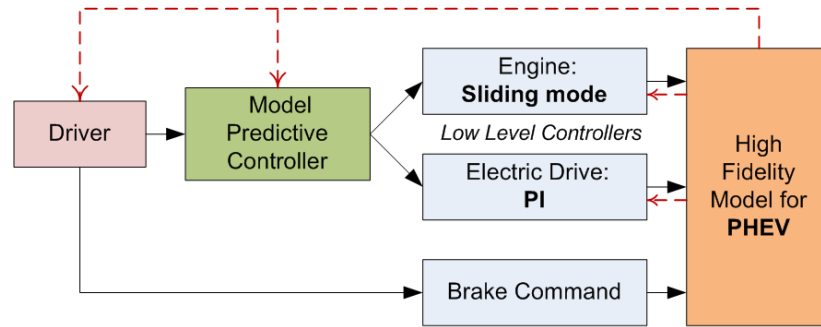 Driver
Model
Predictive
Controller
Engine:
Sliding mode
Low Level Controllers
Electric Drive:
PI
Brake Command
High
Fidelity
Model for
PHEV